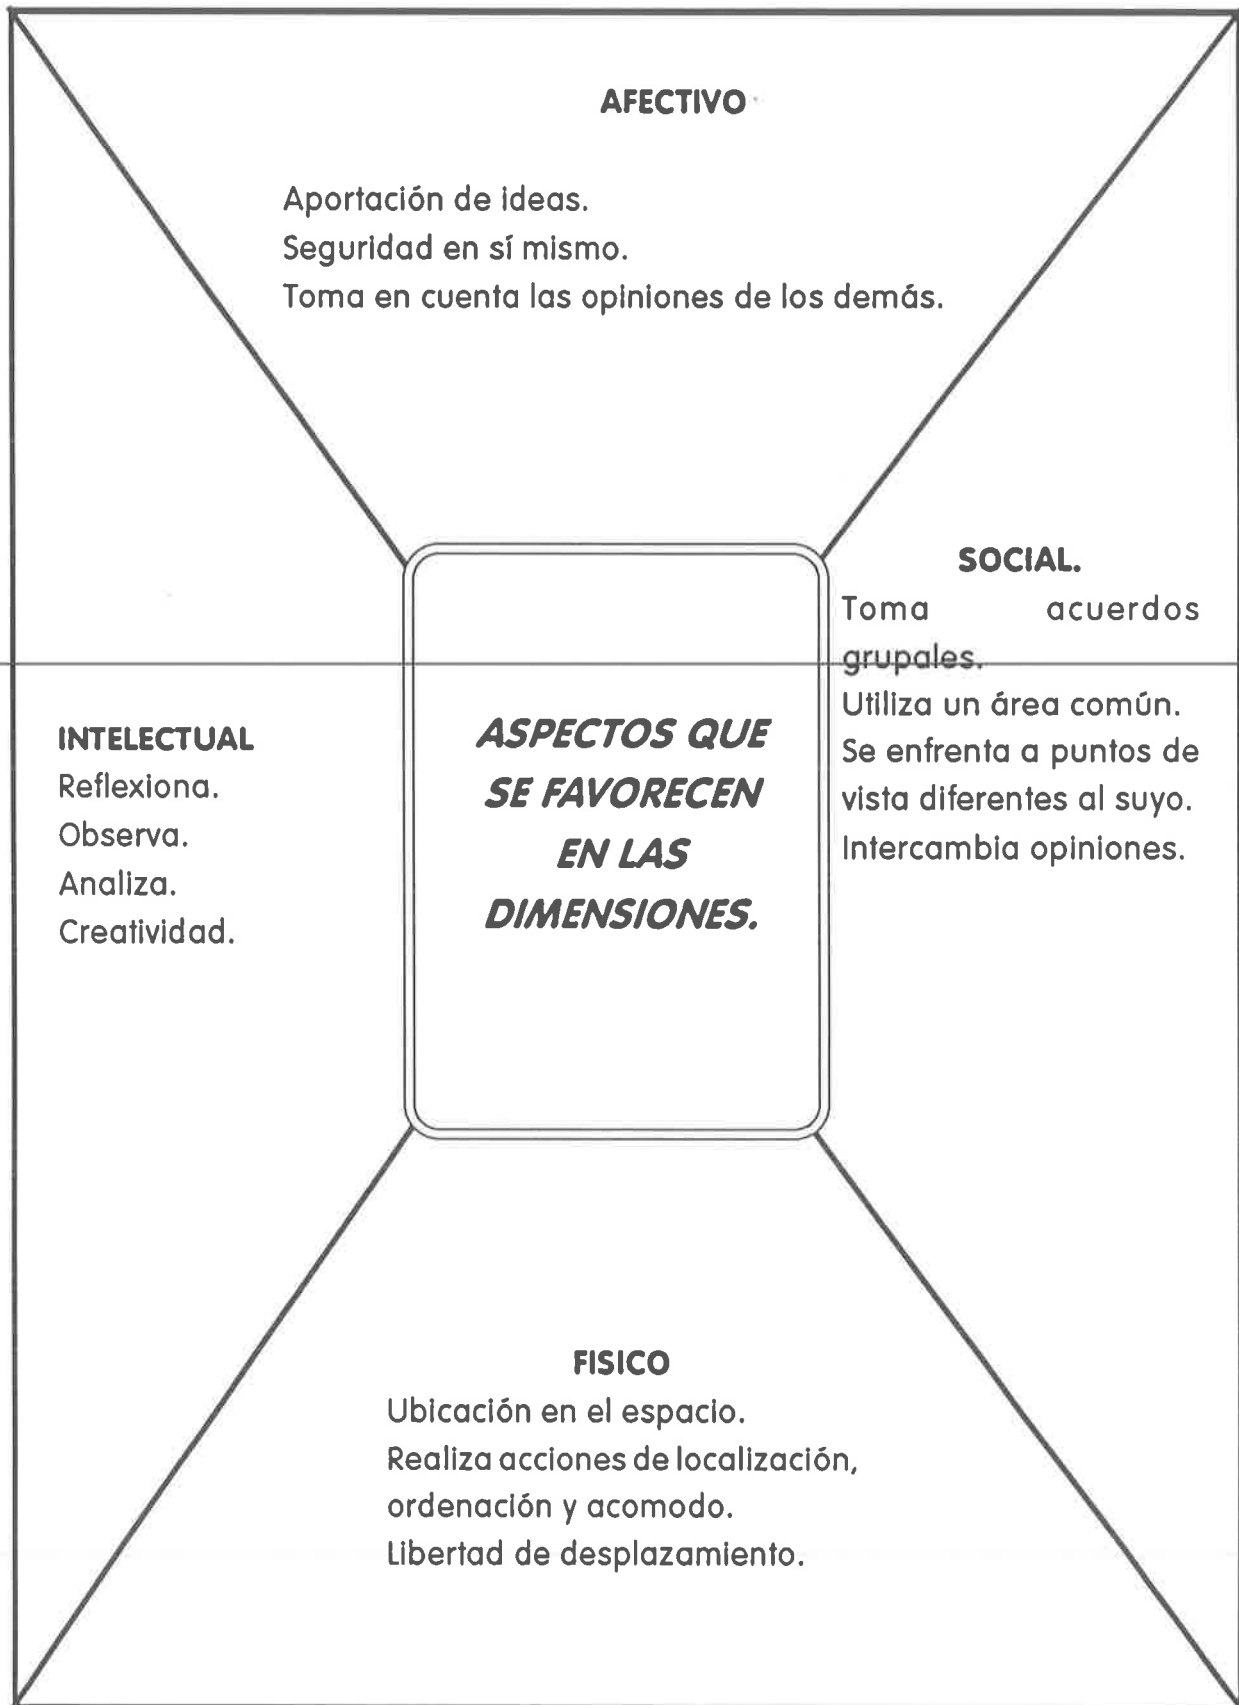 AFECTIVO
Aportación de ideas.
Seguridad en sí mismo.
Toma en cuenta las opiniones de los demás.
SOCIAL.
Toma acuerdos
grupales.
Utiliza un área común.
Se enfrenta a puntos de
vista diferentes al suyo.
Intercambia opiniones.
INTELECTUAL
Reflexiona.
Observa.
Analiza.
Creatividad.
ASPECTOS QUE
SE FAVORECEN
EN LAS
DIMENSIONES.
FISICO
Ubicación en el espacio.
Realiza acciones de localización,
ordenación y acomodo.
Libertad de desplazamiento.